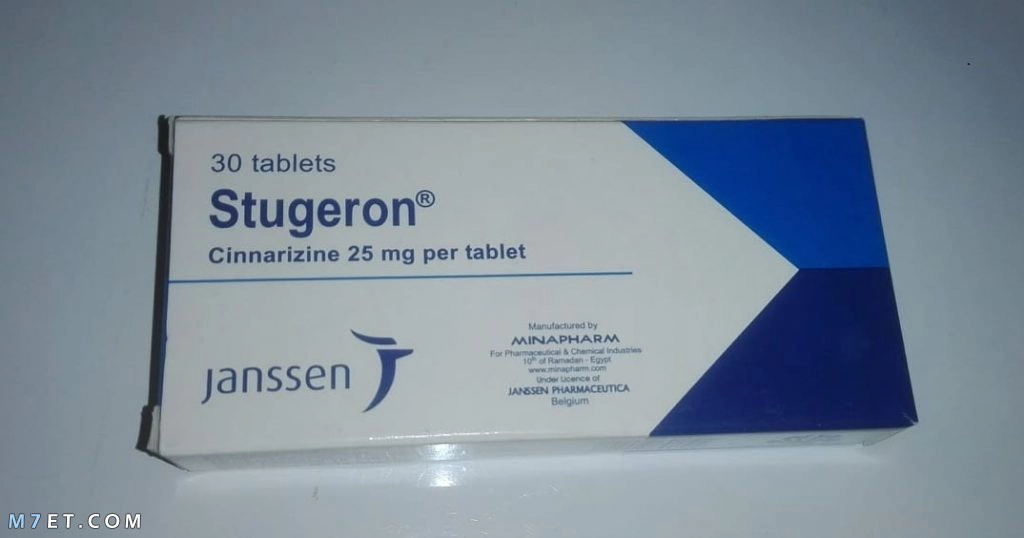 30 tablets
Stugeron®
Cinnarizine 25 mg per tablet
janssen
Manufactured by
MINAPHARM
For Pharmaceutical & Chemical Industries
10th of Ramadan - Egypt
www.minapharm.com
Under Licence of
JANSSEN PHARMACEUTICA
Belgium
M7ET.COM